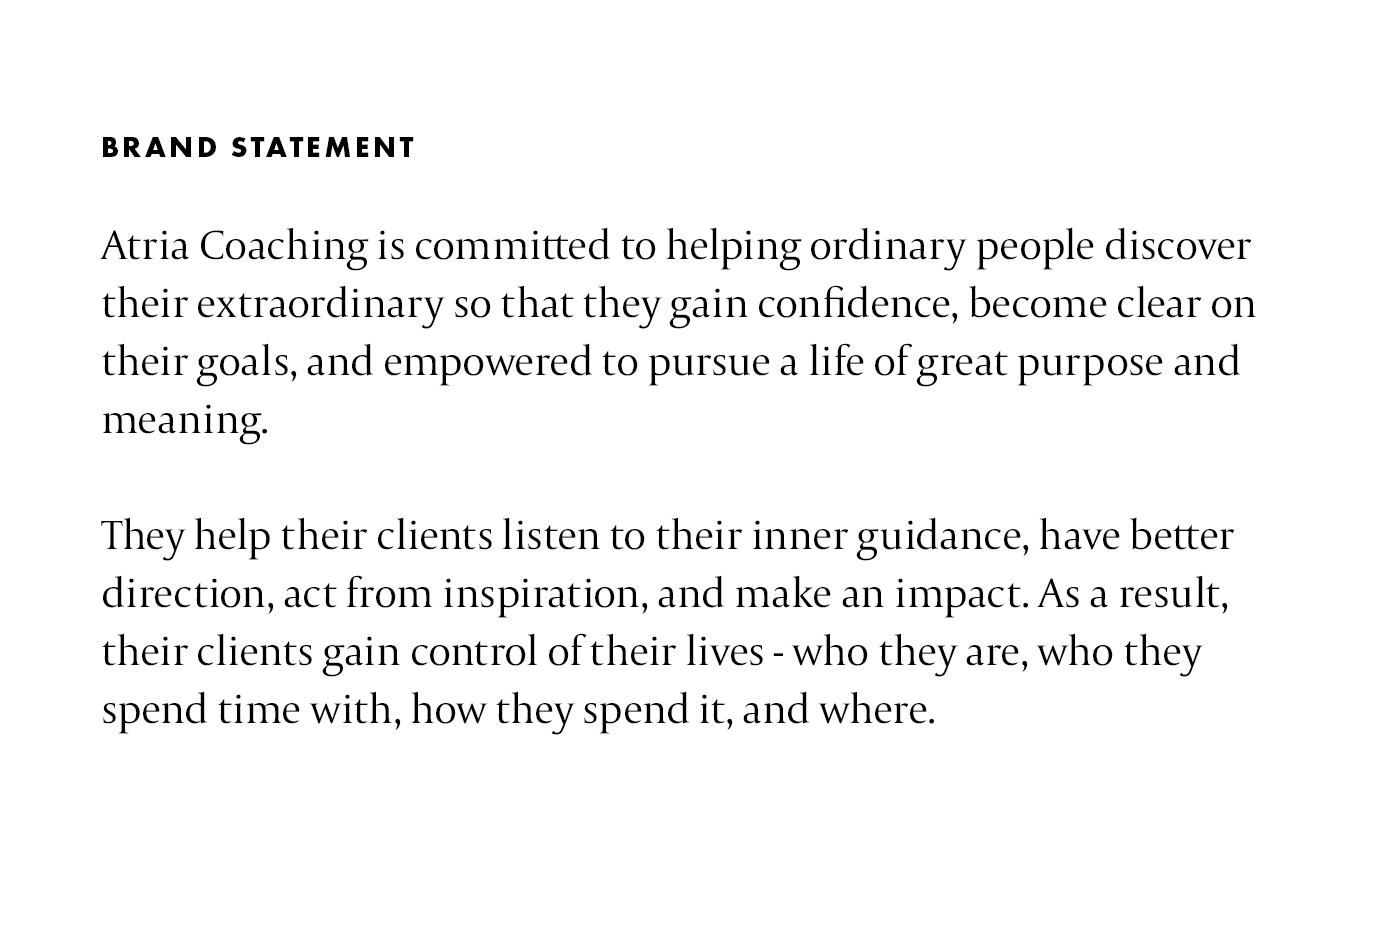 BRAND STATEMENT
Atria Coaching is committed to helping ordinary people discover
their extraordinary so that they gain confidence, become clear on
their goals, and empowered to pursue a life of great purpose and
meaning.
They help their clients listen to their inner guidance, have better
direction, act from inspiration, and make an impact. As a result,
their clients gain control of their lives - who they are, who they
spend time with, how they spend it, and where.